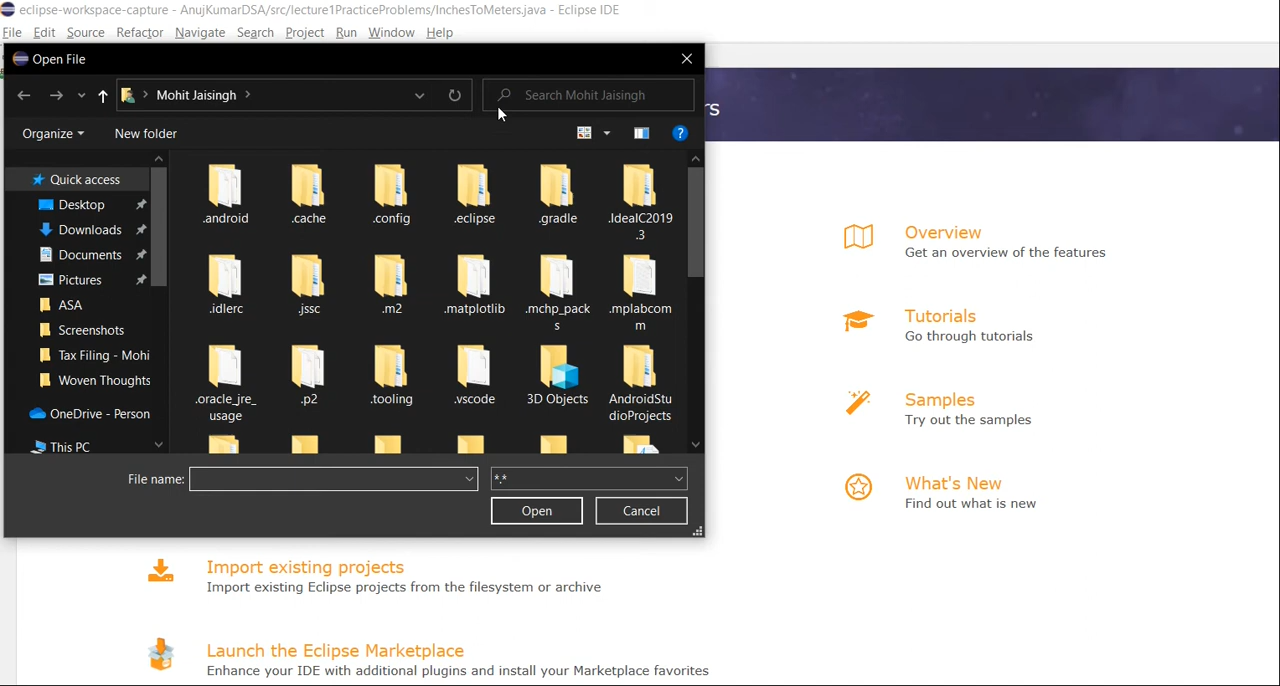 eclipse-workspace-capture - AnujKumarDSA/src/lecture1PracticeProblems/InchesToMeters.java - Eclipse IDE
File Edit Source Refactor Navigate Search Project Run Window Help
Open File
Mohit Jaisingh
Search Mohit Jaisingh
rs
Organize
New folder
Quick access
Desktop
Downloads
Documents
Pictures
ASA
Screenshots
Tax Filing - Mohi
Woven Thoughts
OneDrive - Person
This PC
.android .cache .config .eclipse .gradle .IdeaIC2019
.3
.idlerc .jssc .m2 .matplotlib .mchp_pack
s
.mplabcom
m
.oracle_jre_
usage
.p2 .tooling .vscode 3D Objects AndroidStu
dioProjects
File name:
*.*
Open Cancel
Overview
Get an overview of the features
Tutorials
Go through tutorials
Samples
Try out the samples
What's New
Find out what is new
Import existing projects
Import existing Eclipse projects from the filesystem or archive
Launch the Eclipse Marketplace
Enhance your IDE with additional plugins and install your Marketplace favorites